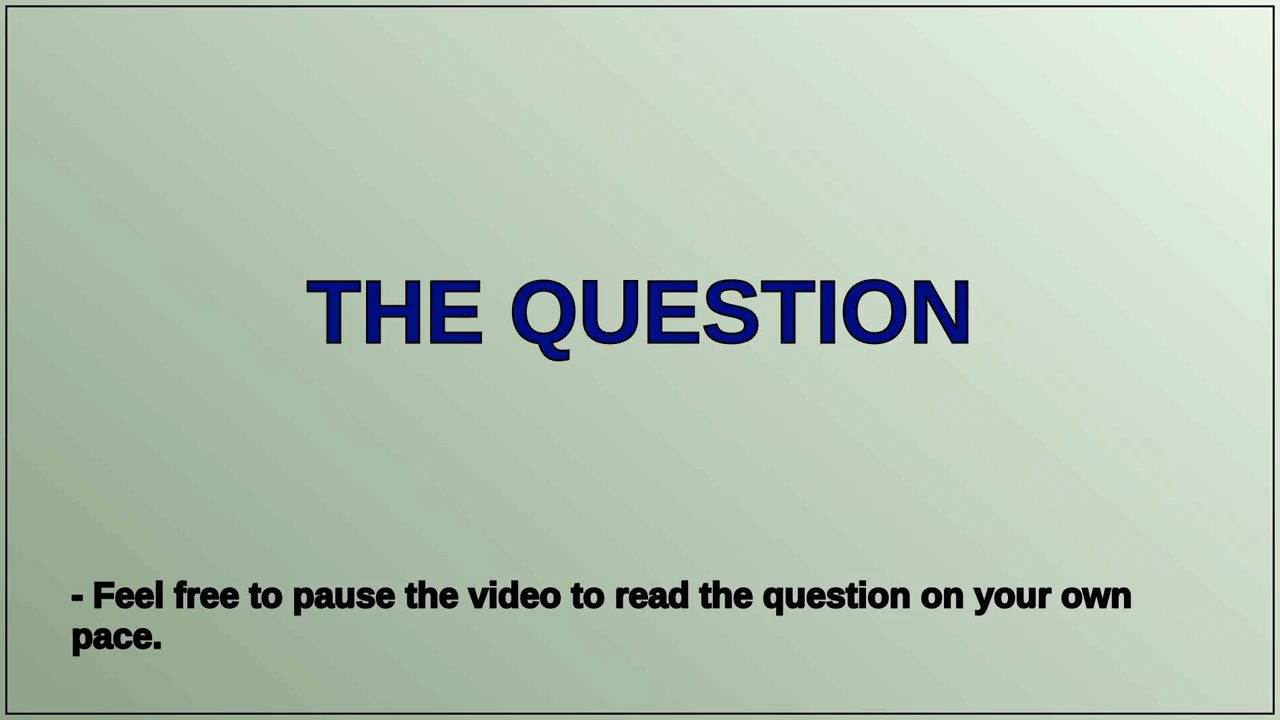 THE QUESTION
- Feel free to pause the video to read the question on your own
pace.